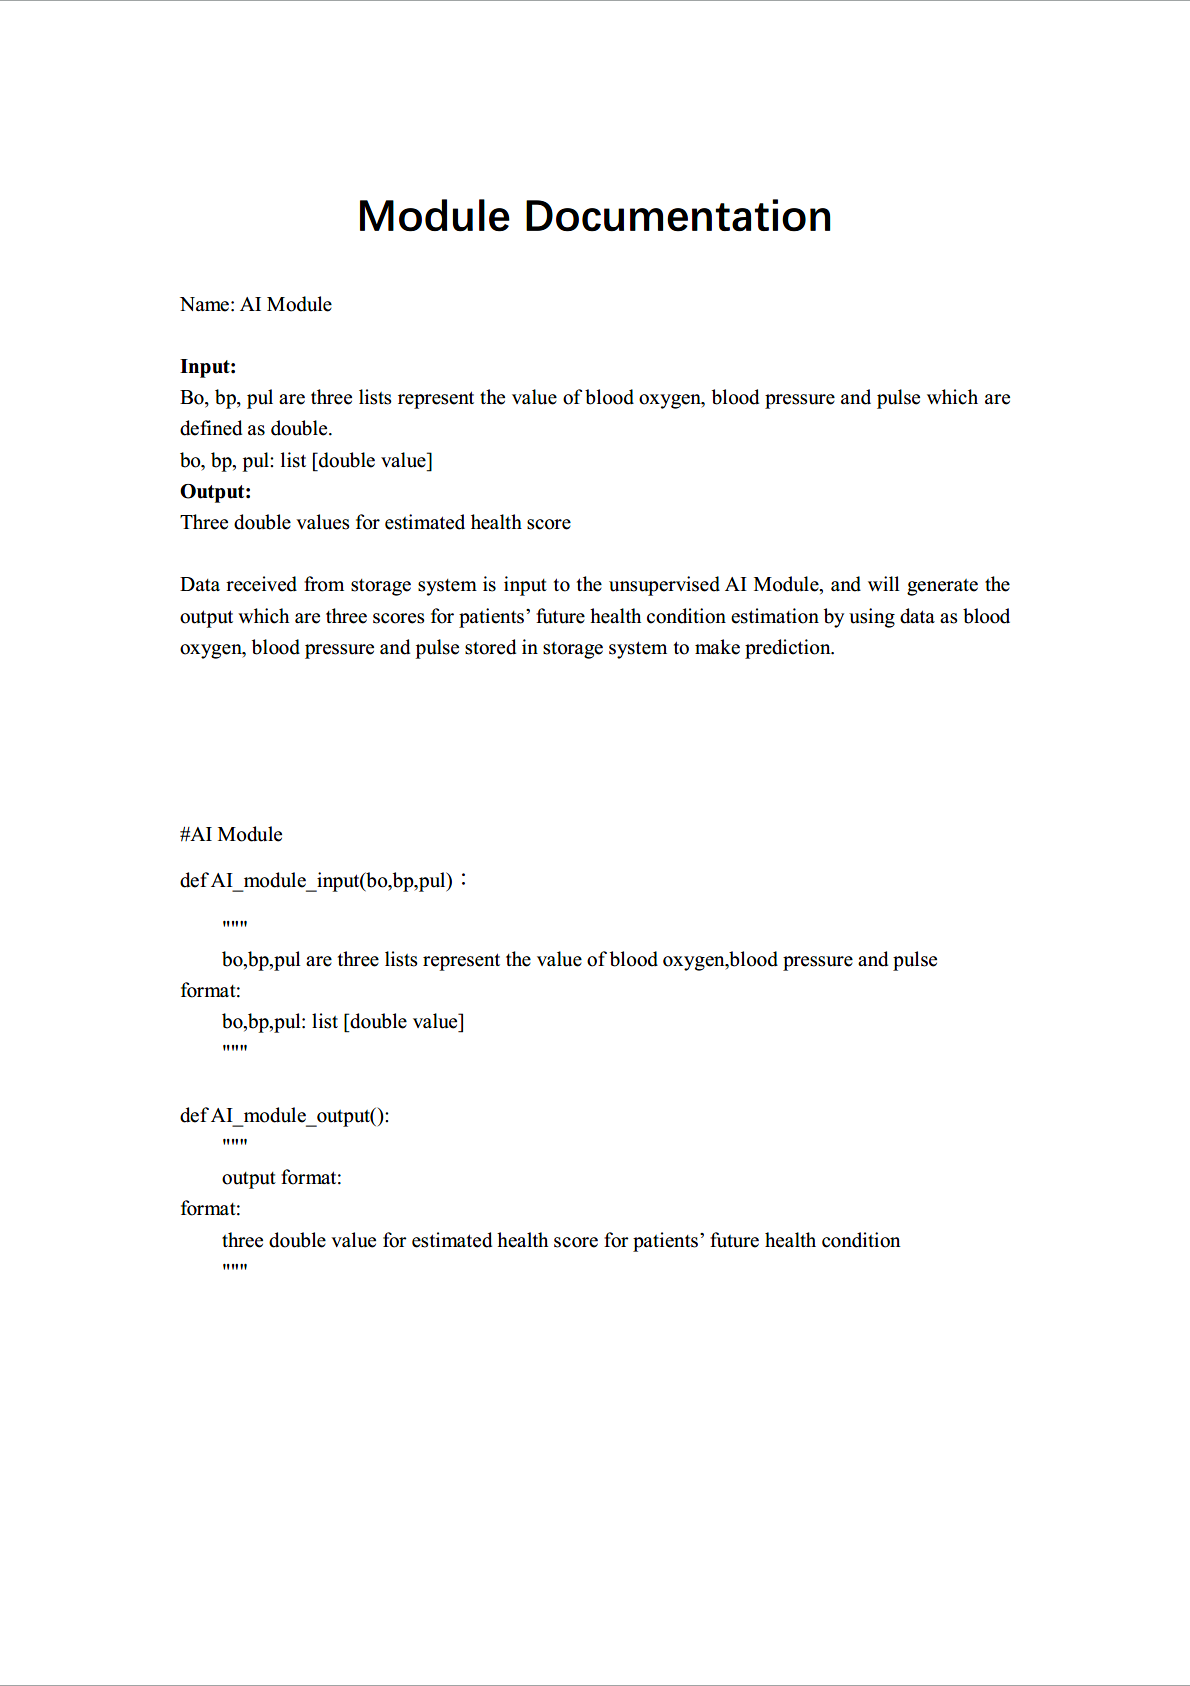 Module Documentation
Name: AI Module
Input:
Bo, bp, pul are three lists represent the value of blood oxygen, blood pressure and pulse which are
defined as double.
bo, bp, pul: list [double value]
Output:
Three double values for estimated health score
Data received from storage system is input to the unsupervised AI Module, and will generate the
output which are three scores for patients’ future health condition estimation by using data as blood
oxygen, blood pressure and pulse stored in storage system to make prediction.
#AI Module
def AI_module_input(bo,bp,pul)：
"""
bo,bp,pul are three lists represent the value of blood oxygen,blood pressure and pulse
format:
bo,bp,pul: list [double value]
"""
def AI_module_output():
"""
output format:
format:
three double value for estimated health score for patients’ future health condition
"""